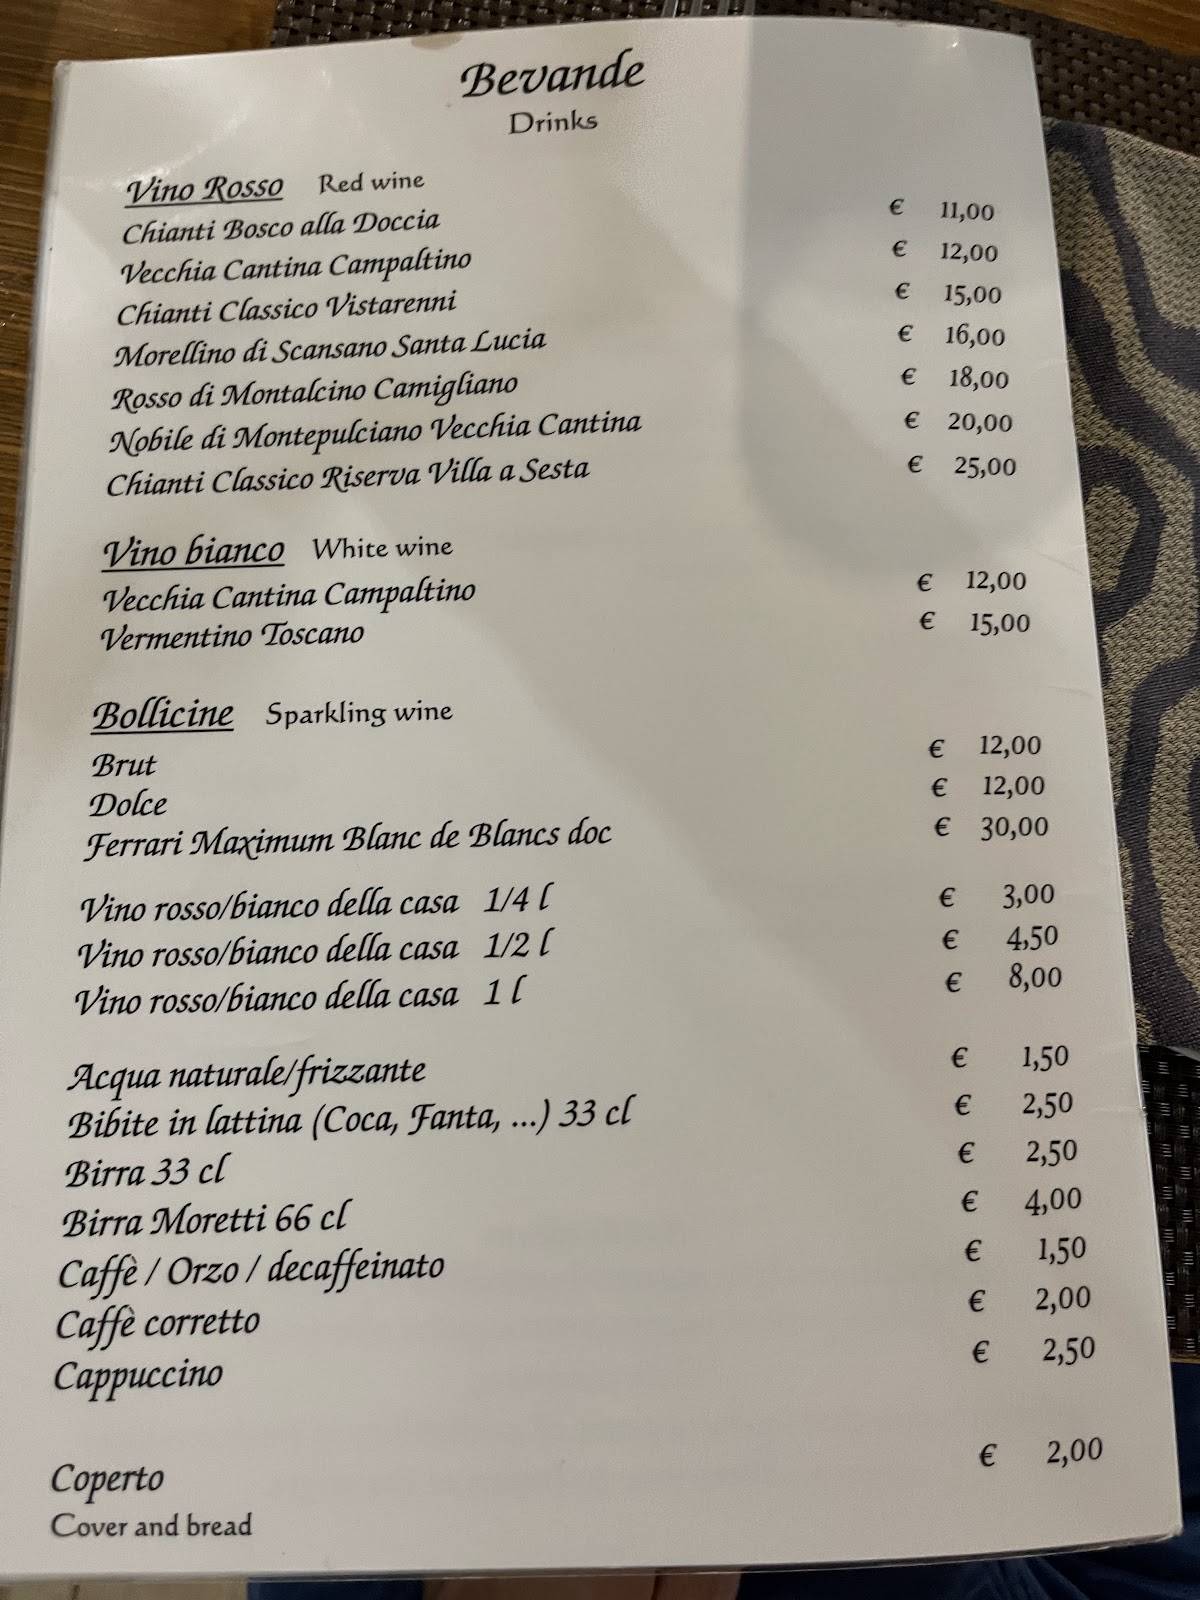 Bevande
Drinks
Vino Rosso Red wine
Chianti Bosco alla Doccia € 11,00
Vecchia Cantina Campaltino € 12,00
Chianti Classico Vistarenni € 15,00
Morellino di Scansano Santa Lucia € 16,00
Rosso di Montalcino Camigliano € 18,00
Nobile di Montepulciano Vecchia Cantina € 20,00
Chianti Classico Riserva Villa a Sesta € 25,00
Vino bianco White wine
Vecchia Cantina Campaltino € 12,00
Vermentino Toscano € 15,00
Bollicine Sparkling wine
Brut € 12,00
Dolce € 12,00
Ferrari Maximum Blanc de Blancs doc € 30,00
Vino rosso/bianco della casa 1/4 l € 3,00
Vino rosso/bianco della casa 1/2 l € 4,50
Vino rosso/bianco della casa 1 l € 8,00
Acqua naturale/frizzante € 1,50
Bibite in lattina (Coca, Fanta, ...) 33 cl € 2,50
Birra 33 cl € 2,50
Birra Moretti 66 cl € 4,00
Caffè / Orzo / decaffeinato € 1,50
Caffè corretto € 2,00
Cappuccino € 2,50
Coperto € 2,00
Cover and bread